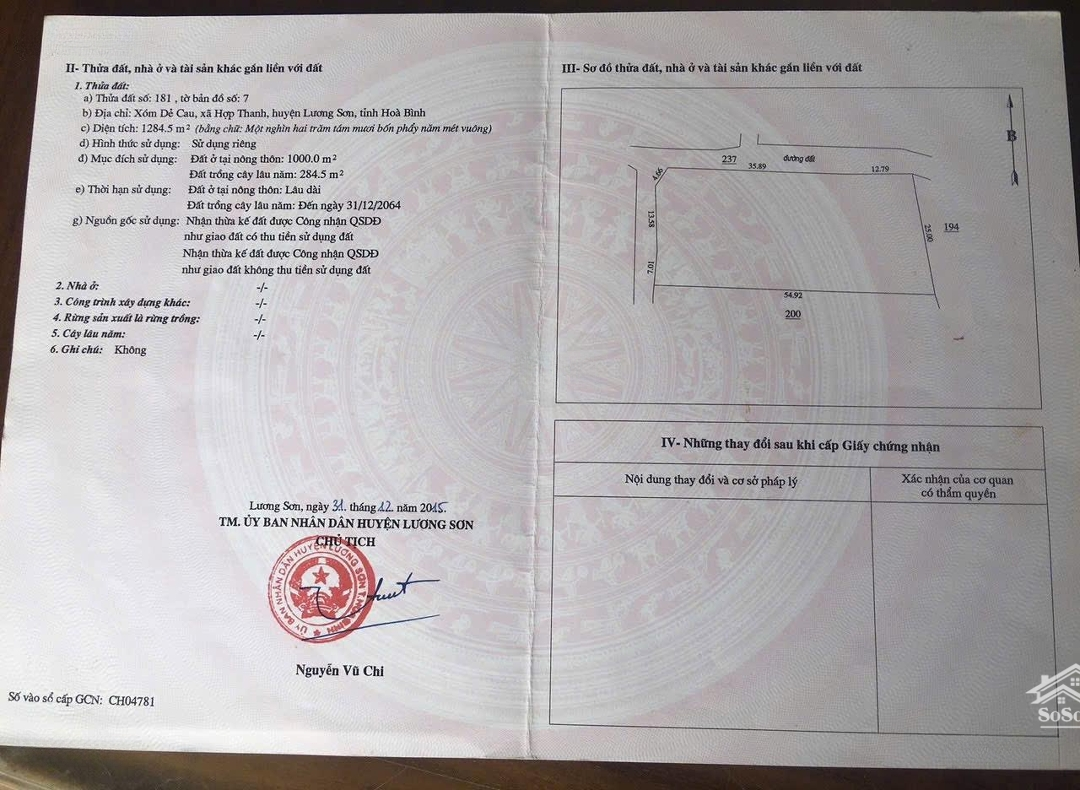 II- Thửa đất, nhà ở và tài sản khác gắn liền với đất
1. Thửa đất:
a) Thửa đất số: 181 , tờ bản đồ số: 7
b) Địa chỉ: Xóm Dẻ Cau, xã Hợp Thanh, huyện Lương Sơn, tỉnh Hoà Bình
c) Diện tích: 1284.5 m² (bằng chữ: Một nghìn hai trăm tám mươi bốn phẩy năm mét vuông)
d) Hình thức sử dụng: Sử dụng riêng
đ) Mục đích sử dụng: Đất ở tại nông thôn: 1000.0 m²
Đất trồng cây lâu năm: 284.5 m²
e) Thời hạn sử dụng: Đất ở tại nông thôn: Lâu dài
Đất trồng cây lâu năm: Đến ngày 31/12/2064
g) Nguồn gốc sử dụng: Nhận thừa kế đất được Công nhận QSDĐ
như giao đất có thu tiền sử dụng đất
Nhận thừa kế đất được Công nhận QSDĐ
như giao đất không thu tiền sử dụng đất
2. Nhà ở: -/-
3. Công trình xây dựng khác: -/-
4. Rừng sản xuất là rừng trồng: -/-
5. Cây lâu năm: -/-
6. Ghi chú: Không
Lương Sơn, ngày 31. tháng 12. năm 2015.
TM. ỦY BAN NHÂN DÂN HUYỆN LƯƠNG SƠN
CHỦ TỊCH
ỦY BAN NHÂN DÂN HUYỆN LƯƠNG SƠN
Nguyễn Vũ Chi
Số vào sổ cấp GCN: CH04781
III- Sơ đồ thửa đất, nhà ở và tài sản khác gắn liền với đất
B
237
đường đất
35.89
12.79
4.66
13.58
7.01
25.00
194
54.92
200
IV- Những thay đổi sau khi cấp Giấy chứng nhận
Nội dung thay đổi và cơ sở pháp lý
Xác nhận của cơ quan
có thẩm quyền